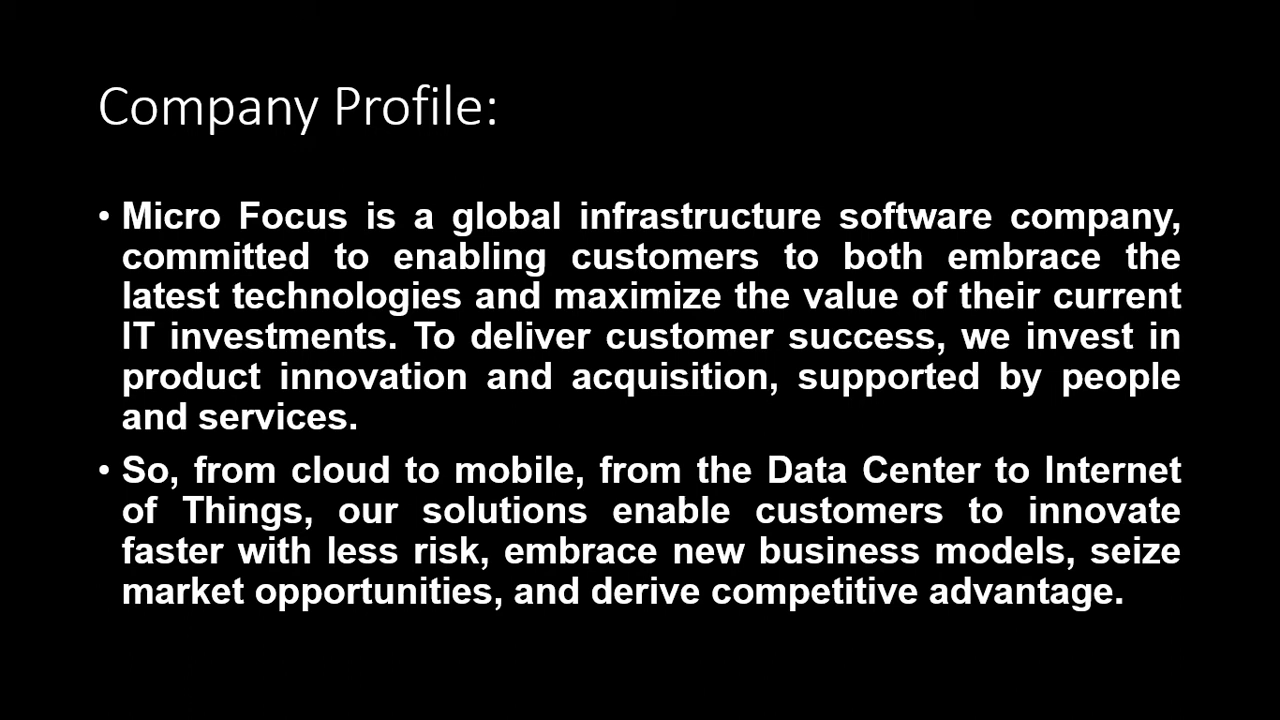 Company Profile:
• Micro Focus is a global infrastructure software company,
committed to enabling customers to both embrace the
latest technologies and maximize the value of their current
IT investments. To deliver customer success, we invest in
product innovation and acquisition, supported by people
and services.
• So, from cloud to mobile, from the Data Center to Internet
of Things, our solutions enable customers to innovate
faster with less risk, embrace new business models, seize
market opportunities, and derive competitive advantage.